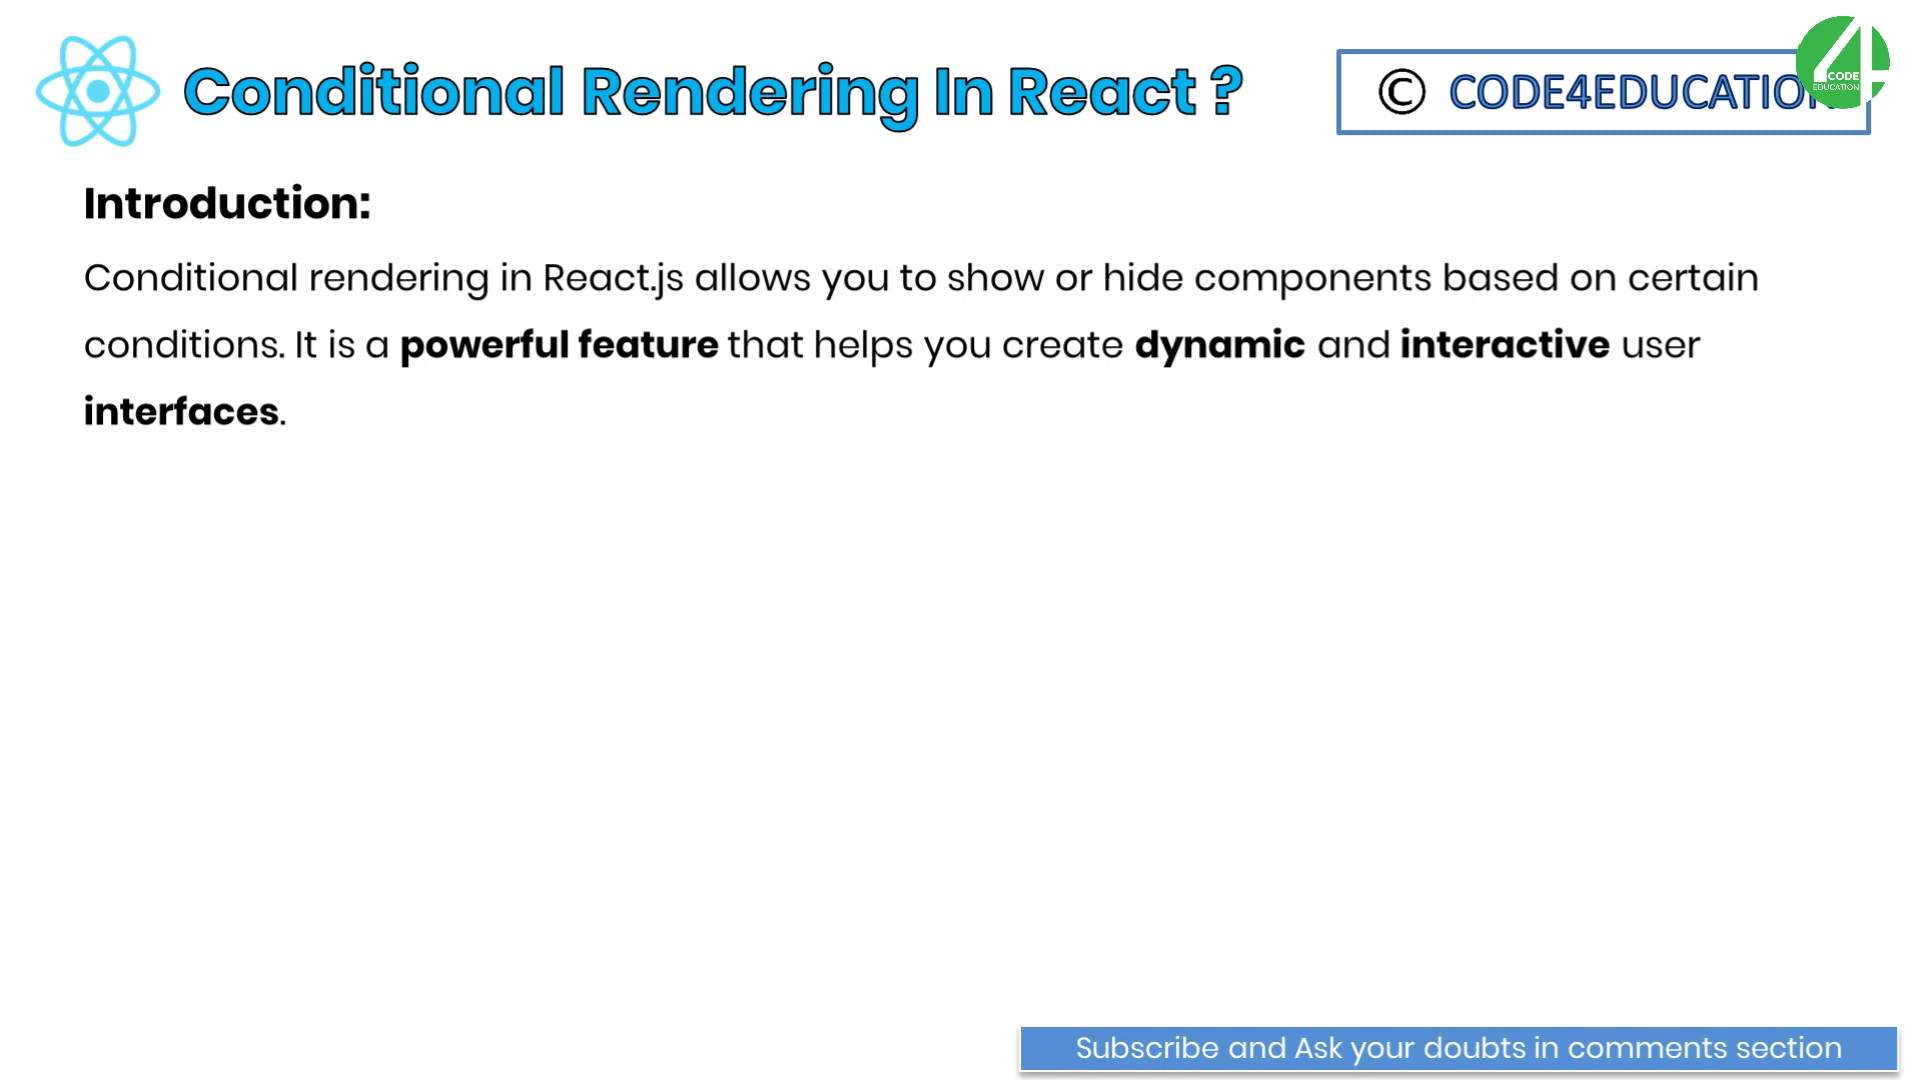 Conditional Rendering In React ?
© CODE4EDUCATION
CODE
EDUCATION
Introduction:
Conditional rendering in React.js allows you to show or hide components based on certain
conditions. It is a powerful feature that helps you create dynamic and interactive user
interfaces.
Subscribe and Ask your doubts in comments section